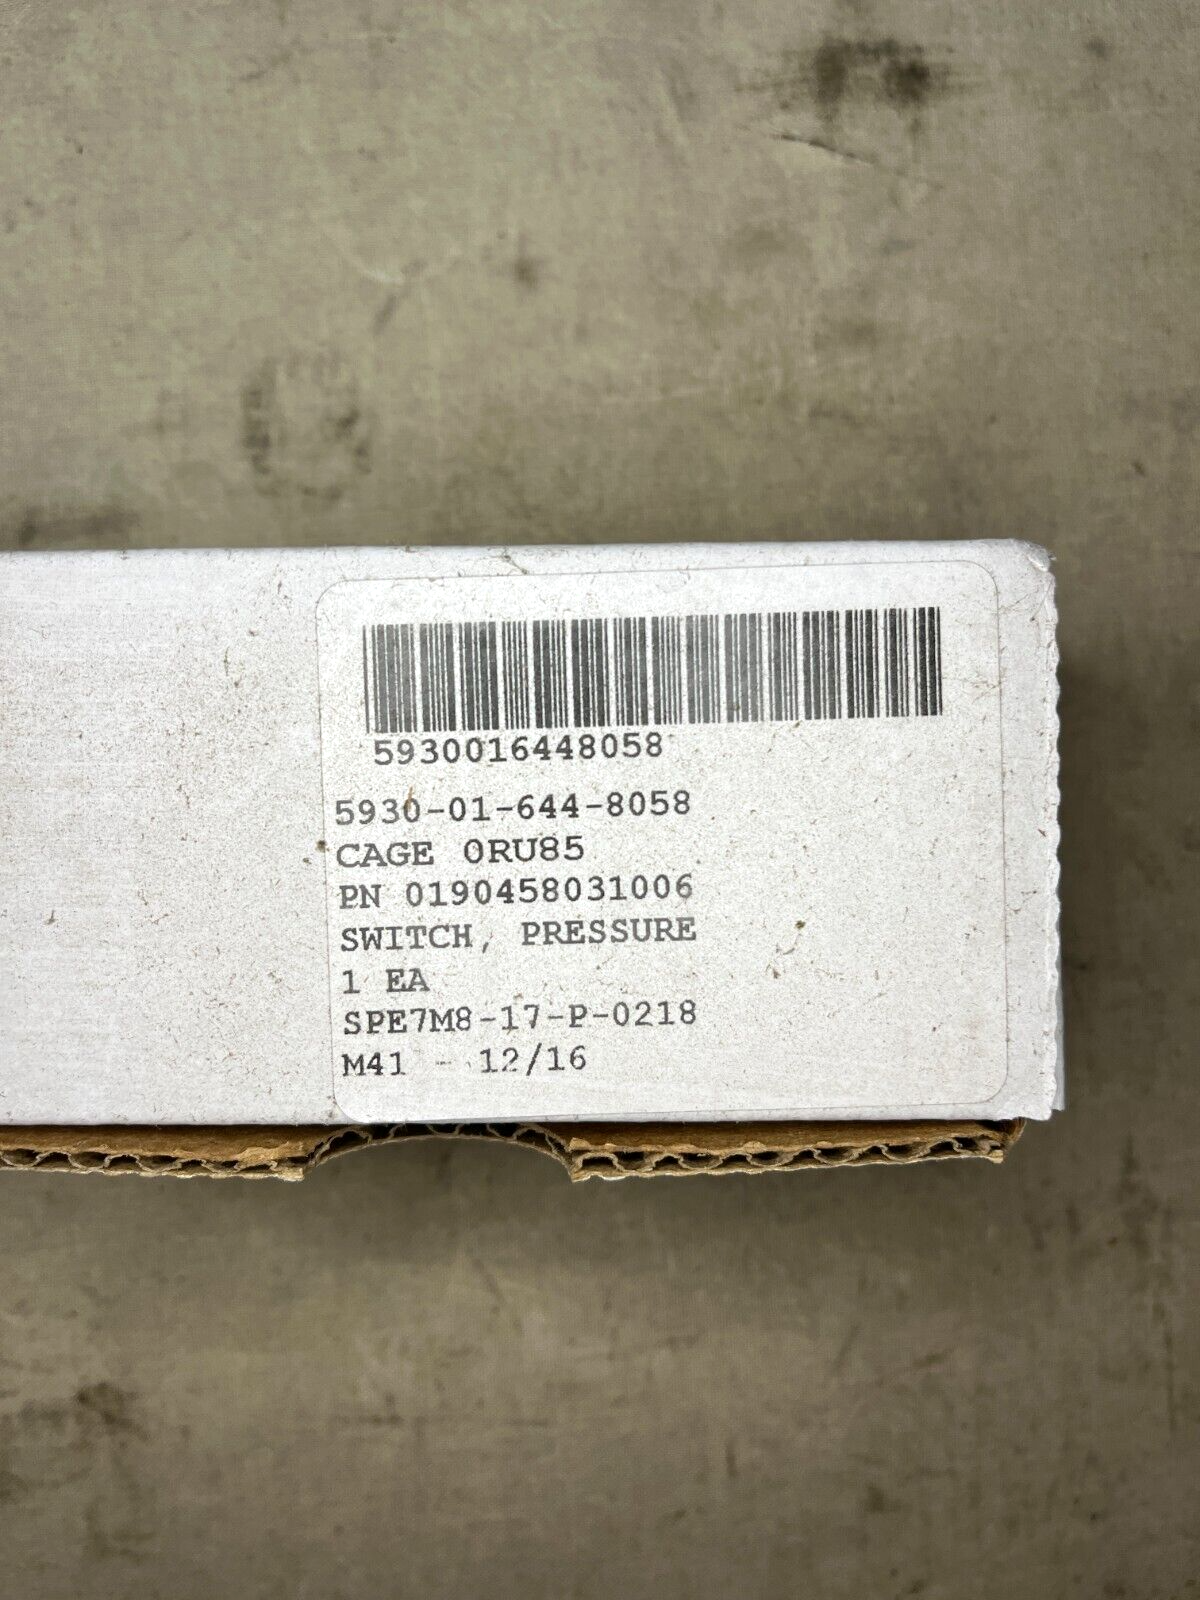 5930016448058
5930-01-644-8058
CAGE 0RU85
PN 0190458031006
SWITCH, PRESSURE
1 EA
SPE7M8-17-P-0218
M41 - 12/16